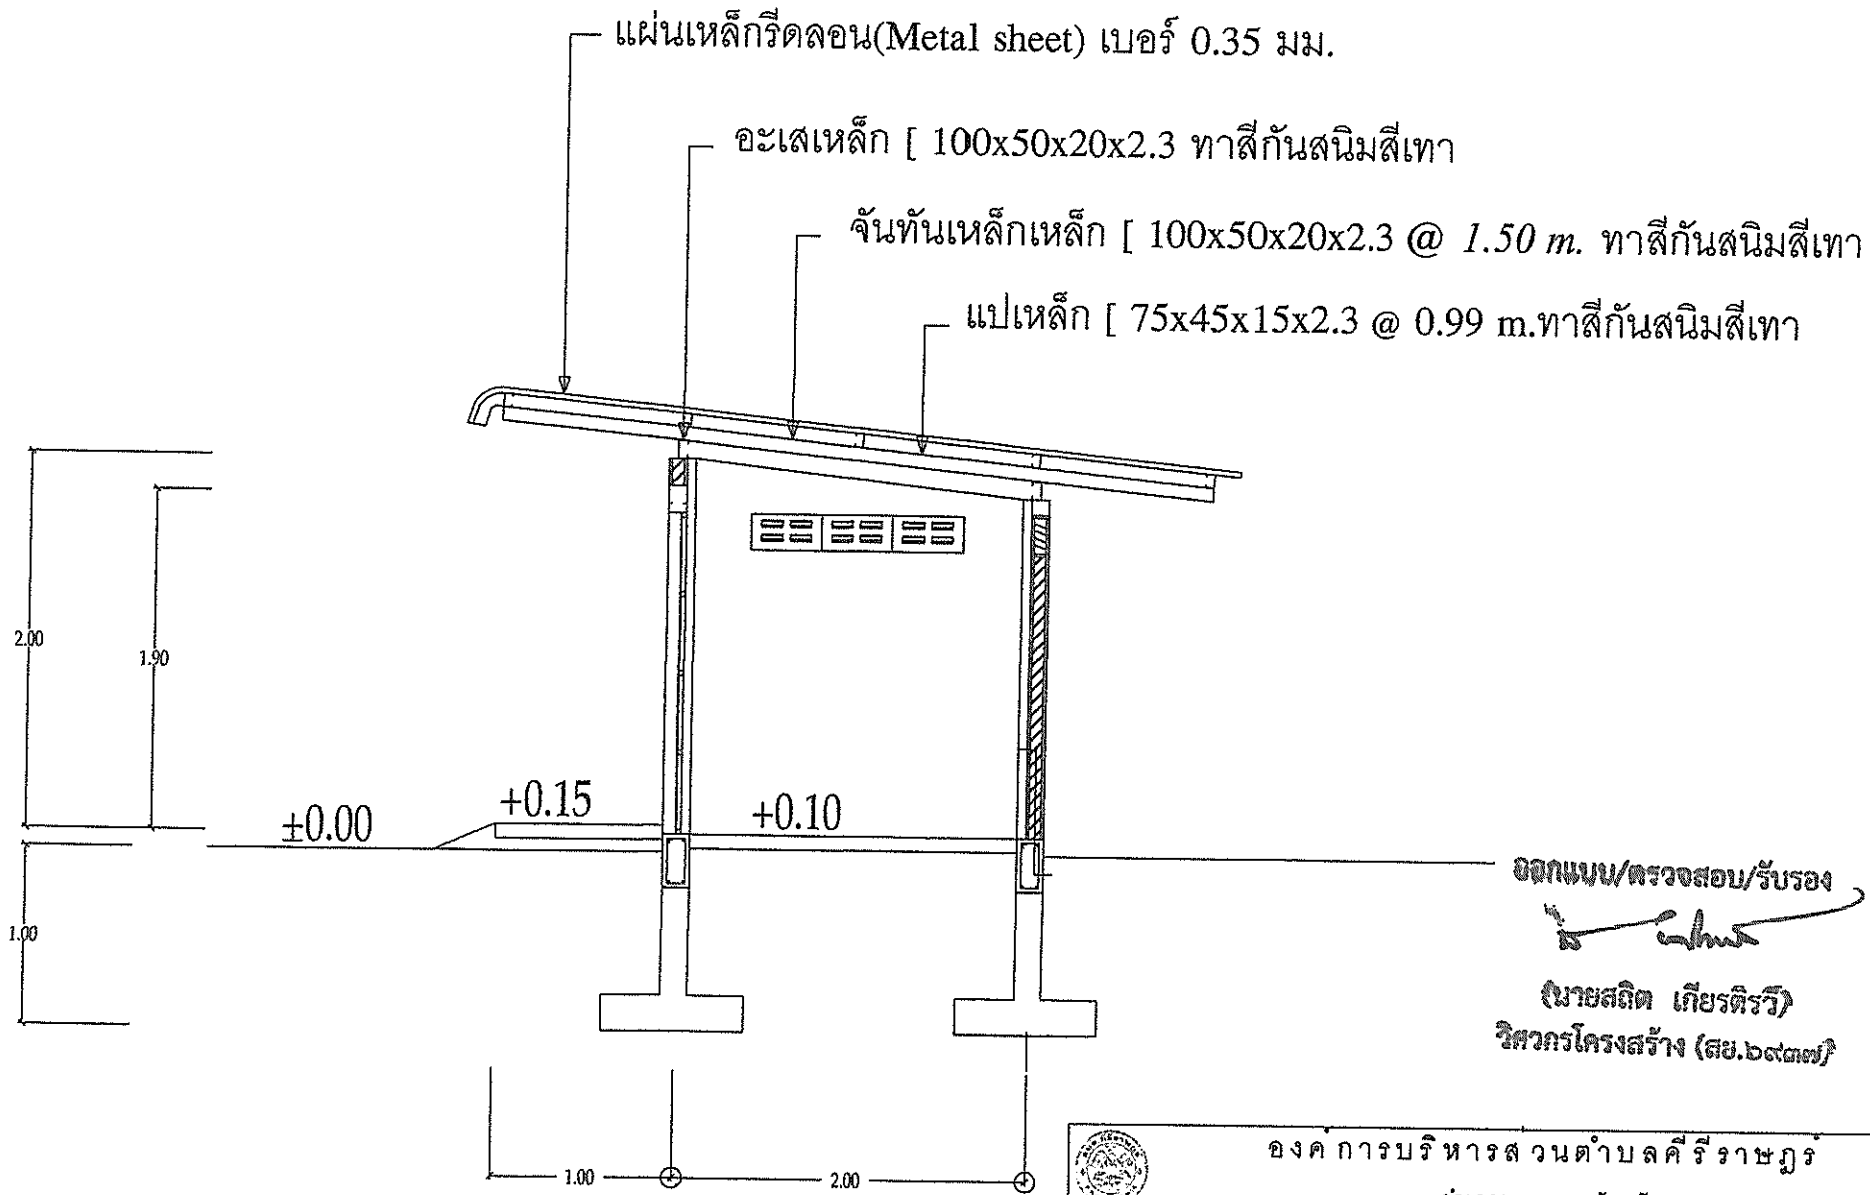 แผ่นเหล็กรีดลอน(Metal sheet) เบอร์ 0.35 มม.
อะเสเหล็ก [ 100x50x20x2.3 ทาสีกันสนิมสีเทา
จันทันเหล็กเหล็ก [ 100x50x20x2.3 @ 1.50 m. ทาสีกันสนิมสีเทา
แปเหล็ก [ 75x45x15x2.3 @ 0.99 m.ทาสีกันสนิมสีเทา
2.00
1.90
±0.00
+0.15
+0.10
1.00
ออกแบบ/ตรวจสอบ/รับรอง
(นายสถิต เกียรติรวี)
วิศวกรโครงสร้าง (สย.๖๙๓๗)
องค์การบริหารส่วนตำบลคีรีราษฎร์
1.00
2.00